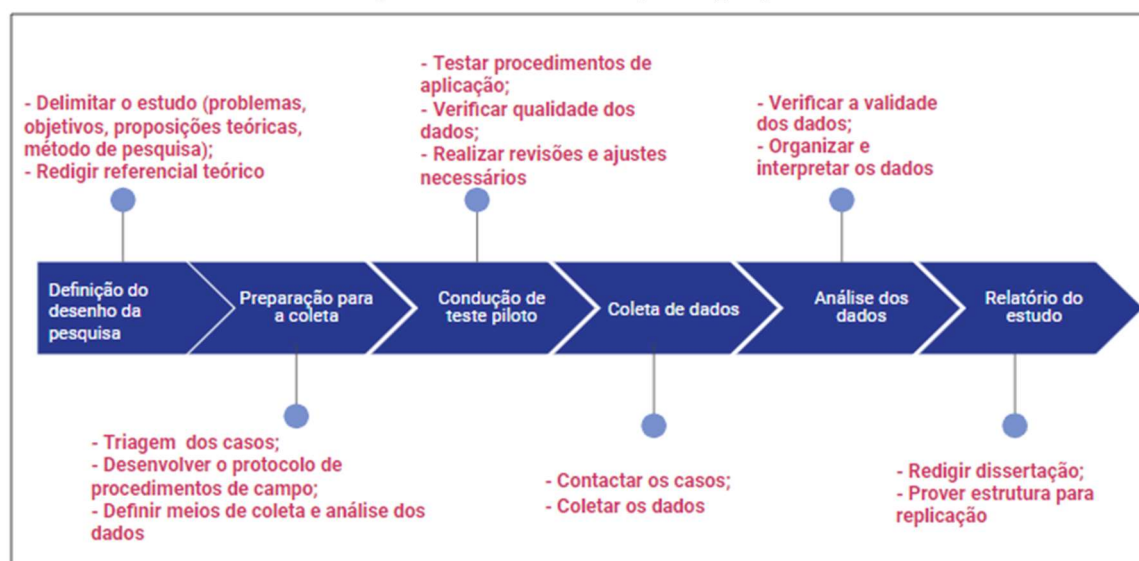 - Testar procedimentos de
aplicação;
- Verificar qualidade dos
dados;
- Realizar revisões e ajustes
necessários
- Delimitar o estudo (problemas,
objetivos, proposições teóricas,
método de pesquisa);
- Redigir referencial teórico
- Verificar a validade
dos dados;
- Organizar e
interpretar os dados
Definição do
desenho da
pesquisa
Preparação para
a coleta
Condução de
teste piloto
Coleta de dados
Análise dos
dados
Relatório do
estudo
- Triagem dos casos;
- Desenvolver o protocolo de
procedimentos de campo;
- Definir meios de coleta e análise dos
dados
- Contactar os casos;
- Coletar os dados
- Redigir dissertação;
- Prover estrutura para
replicação